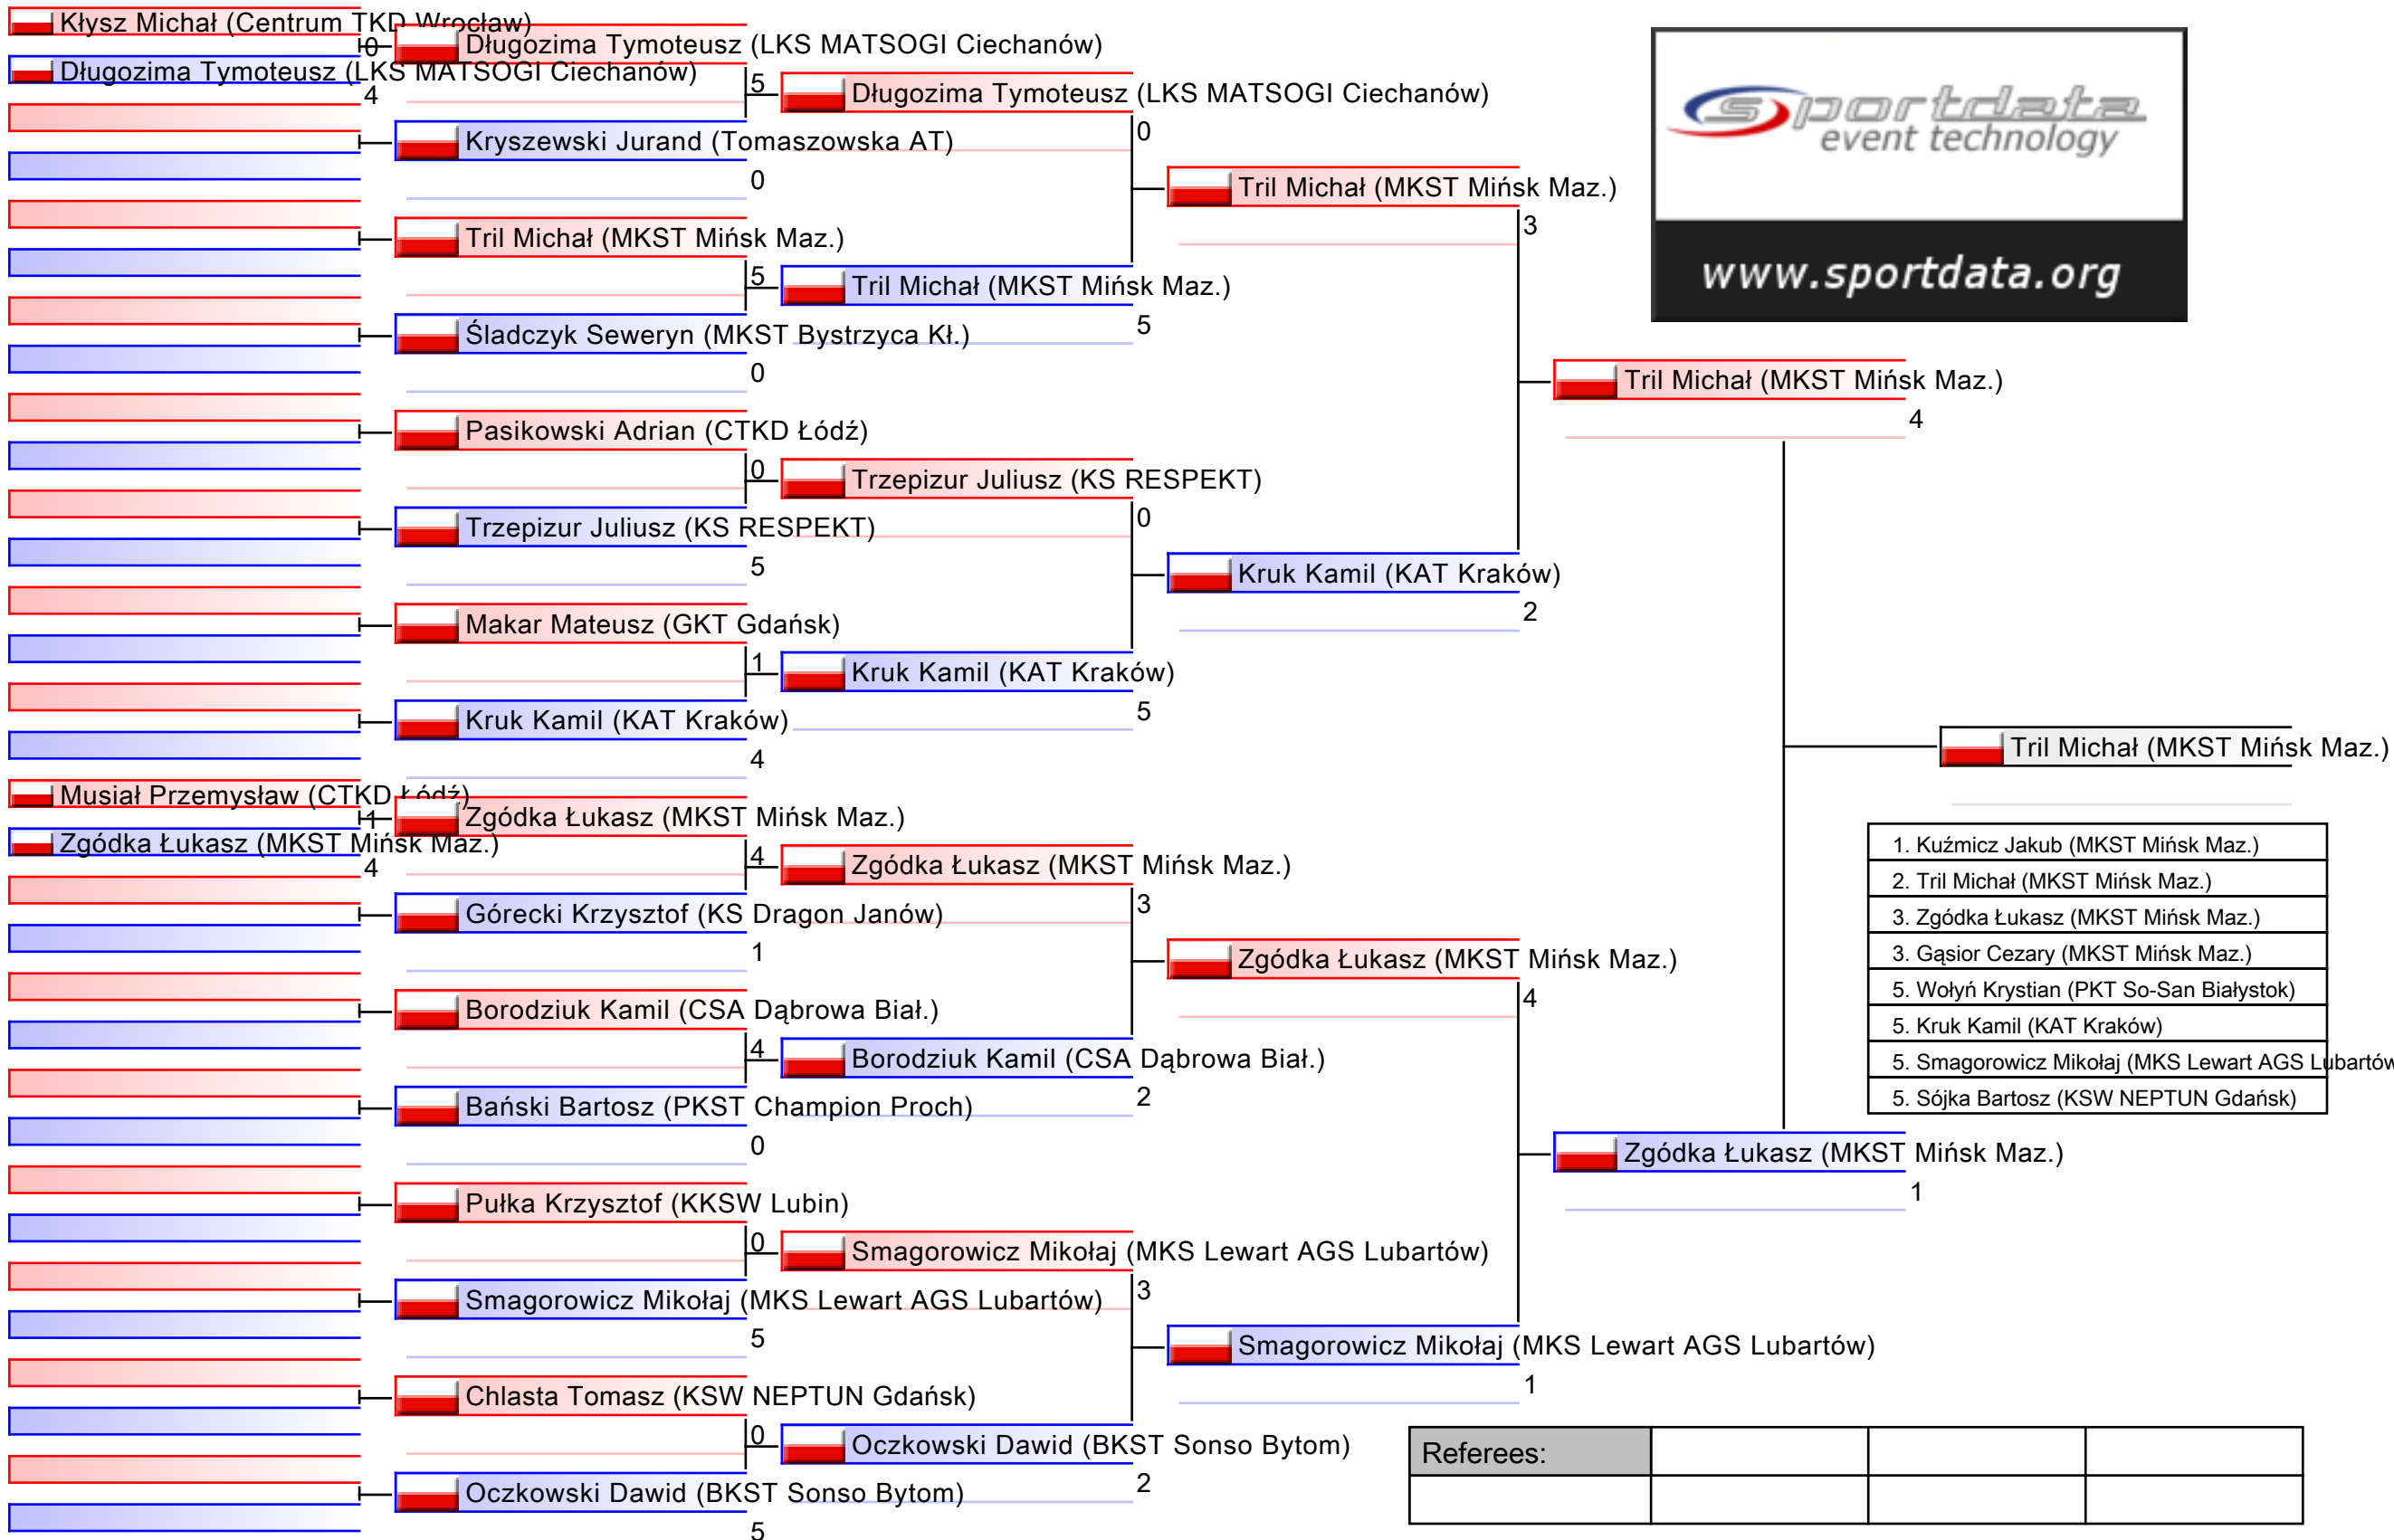 Kłysz Michał (Centrum TKD Wrocław)
0
Długozima Tymoteusz (LKS MATSOGI Ciechanów)
4
Musiał Przemysław (CTKD Łódź)
1
Zgódka Łukasz (MKST Mińsk Maz.)
4
Długozima Tymoteusz (LKS MATSOGI Ciechanów)
5
Kryszewski Jurand (Tomaszowska AT)
0
Tril Michał (MKST Mińsk Maz.)
5
Śladczyk Seweryn (MKST Bystrzyca Kł.)
0
Pasikowski Adrian (CTKD Łódź)
0
Trzepizur Juliusz (KS RESPEKT)
5
Makar Mateusz (GKT Gdańsk)
1
Kruk Kamil (KAT Kraków)
4
Zgódka Łukasz (MKST Mińsk Maz.)
4
Górecki Krzysztof (KS Dragon Janów)
1
Borodziuk Kamil (CSA Dąbrowa Biał.)
4
Bański Bartosz (PKST Champion Proch)
0
Pułka Krzysztof (KKSW Lubin)
0
Smagorowicz Mikołaj (MKS Lewart AGS Lubartów)
5
Chlasta Tomasz (KSW NEPTUN Gdańsk)
0
Oczkowski Dawid (BKST Sonso Bytom)
5
Długozima Tymoteusz (LKS MATSOGI Ciechanów)
0
Tril Michał (MKST Mińsk Maz.)
5
Trzepizur Juliusz (KS RESPEKT)
0
Kruk Kamil (KAT Kraków)
5
Zgódka Łukasz (MKST Mińsk Maz.)
3
Borodziuk Kamil (CSA Dąbrowa Biał.)
2
Smagorowicz Mikołaj (MKS Lewart AGS Lubartów)
3
Oczkowski Dawid (BKST Sonso Bytom)
2
Tril Michał (MKST Mińsk Maz.)
3
Kruk Kamil (KAT Kraków)
2
Zgódka Łukasz (MKST Mińsk Maz.)
4
Smagorowicz Mikołaj (MKS Lewart AGS Lubartów)
1
Tril Michał (MKST Mińsk Maz.)
4
Zgódka Łukasz (MKST Mińsk Maz.)
1
Tril Michał (MKST Mińsk Maz.)
sportdata
event technology
www.sportdata.org
1. Kuźmicz Jakub (MKST Mińsk Maz.)
2. Tril Michał (MKST Mińsk Maz.)
3. Zgódka Łukasz (MKST Mińsk Maz.)
3. Gąsior Cezary (MKST Mińsk Maz.)
5. Wołyń Krystian (PKT So-San Białystok)
5. Kruk Kamil (KAT Kraków)
5. Smagorowicz Mikołaj (MKS Lewart AGS Lubartów
5. Sójka Bartosz (KSW NEPTUN Gdańsk)
Referees: